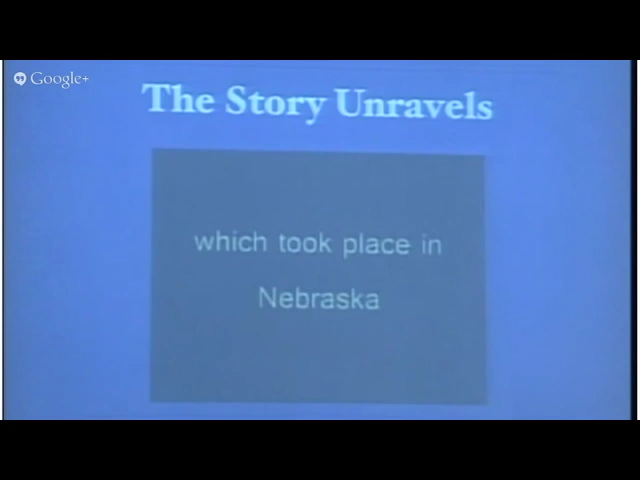 Google+
The Story Unravels
which took place in
Nebraska